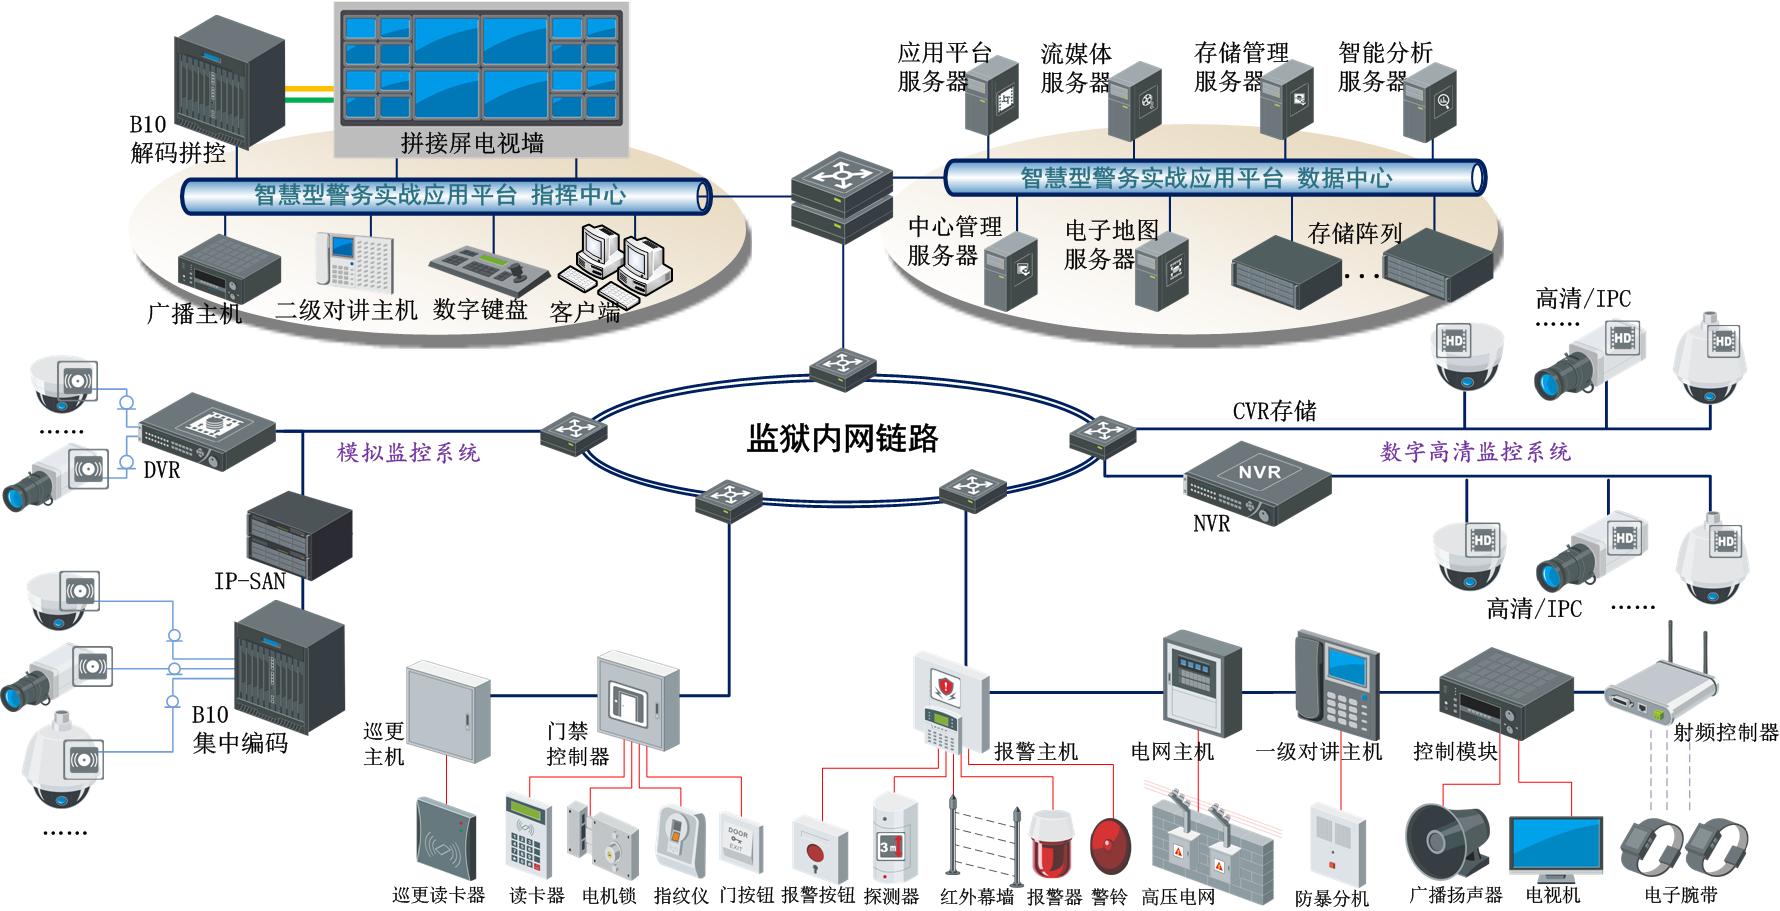 B10
解码拼控
拼接屏电视墙
智慧型警务实战应用平台 指挥中心
广播主机
二级对讲主机
数字键盘
客户端
应用平台
服务器
流媒体
服务器
存储管理
服务器
智能分析
服务器
智慧型警务实战应用平台 数据中心
中心管理
服务器
电子地图
服务器
存储阵列
...
高清/IPC
......
HD
HD
HD
CVR存储
数字高清监控系统
NVR
NVR
HD
HD
HD
高清/IPC
......
监狱内网链路
模拟监控系统
......
DVR
IP-SAN
B10
集中编码
......
巡更
主机
门禁
控制器
报警主机
电网主机
一级对讲主机
控制模块
射频控制器
DOOR
EXIT
3m
巡更读卡器
读卡器
电机锁
指纹仪
门按钮
报警按钮
探测器
红外幕墙
报警器
警铃
高压电网
防暴分机
广播扬声器
电视机
电子腕带